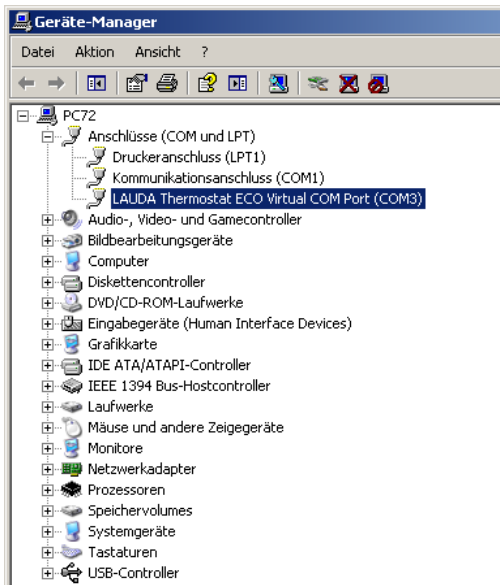 Geräte-Manager
Datei Aktion Ansicht ?
PC72
Anschlüsse (COM und LPT)
Druckeranschluss (LPT1)
Kommunikationsanschluss (COM1)
LAUDA Thermostat ECO Virtual COM Port (COM3)
Audio-, Video- und Gamecontroller
Bildbearbeitungsgeräte
Computer
Diskettencontroller
DVD/CD-ROM-Laufwerke
Eingabegeräte (Human Interface Devices)
Grafikkarte
IDE ATA/ATAPI-Controller
IEEE 1394 Bus-Hostcontroller
Laufwerke
Mäuse und andere Zeigegeräte
Monitore
Netzwerkadapter
Prozessoren
Speichervolumes
Systemgeräte
Tastaturen
USB-Controller